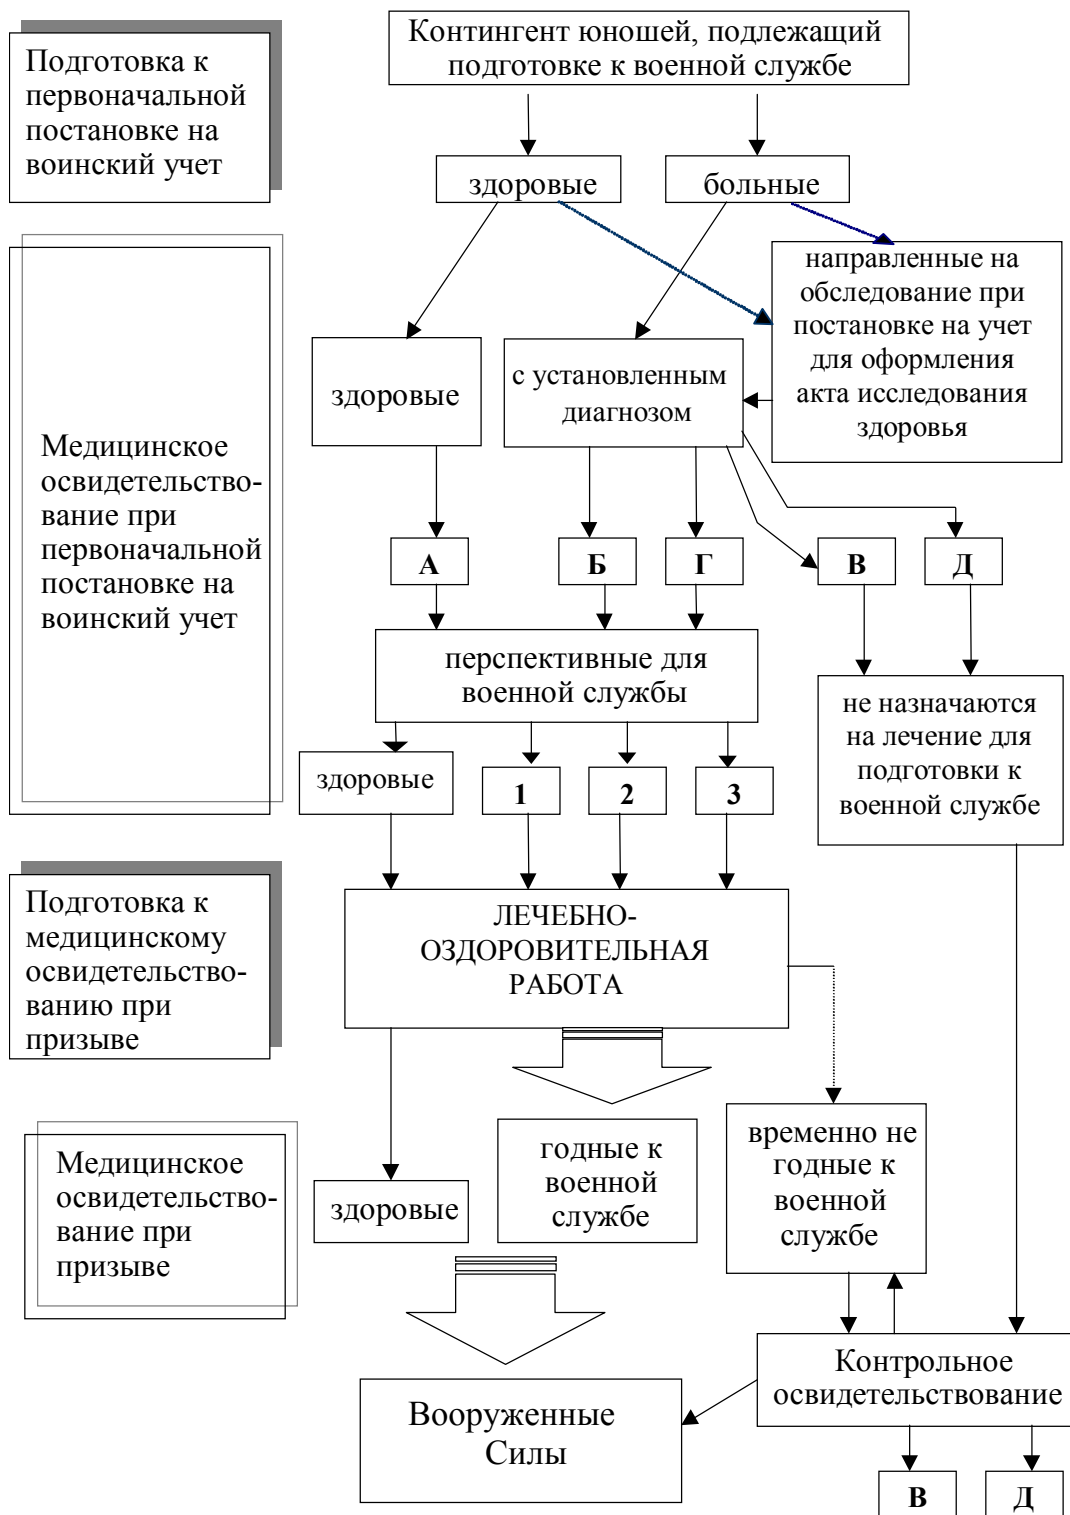 Подготовка к
первоначальной
постановке на
воинский учет
Контингент юношей, подлежащий
подготовке к военной службе
здоровые
больные
направленные на
обследование при
постановке на учет
для оформления
акта исследования
здоровья
здоровые
с установленным
диагнозом
Медицинское
освидетельство-
вание при
первоначальной
постановке на
воинский учет
А
Б
Г
В
Д
перспективные для
военной службы
не назначаются
на лечение для
подготовки к
военной службе
здоровые
1
2
3
Подготовка к
медицинскому
освидетельство-
ванию при
призыве
ЛЕЧЕБНО-
ОЗДОРОВИТЕЛЬНАЯ
РАБОТА
Медицинское
освидетельство-
вание при
призыве
здоровые
годные к
военной
службе
временно не
годные к
военной
службе
Контрольное
освидетельствование
Вооруженные
Силы
В
Д